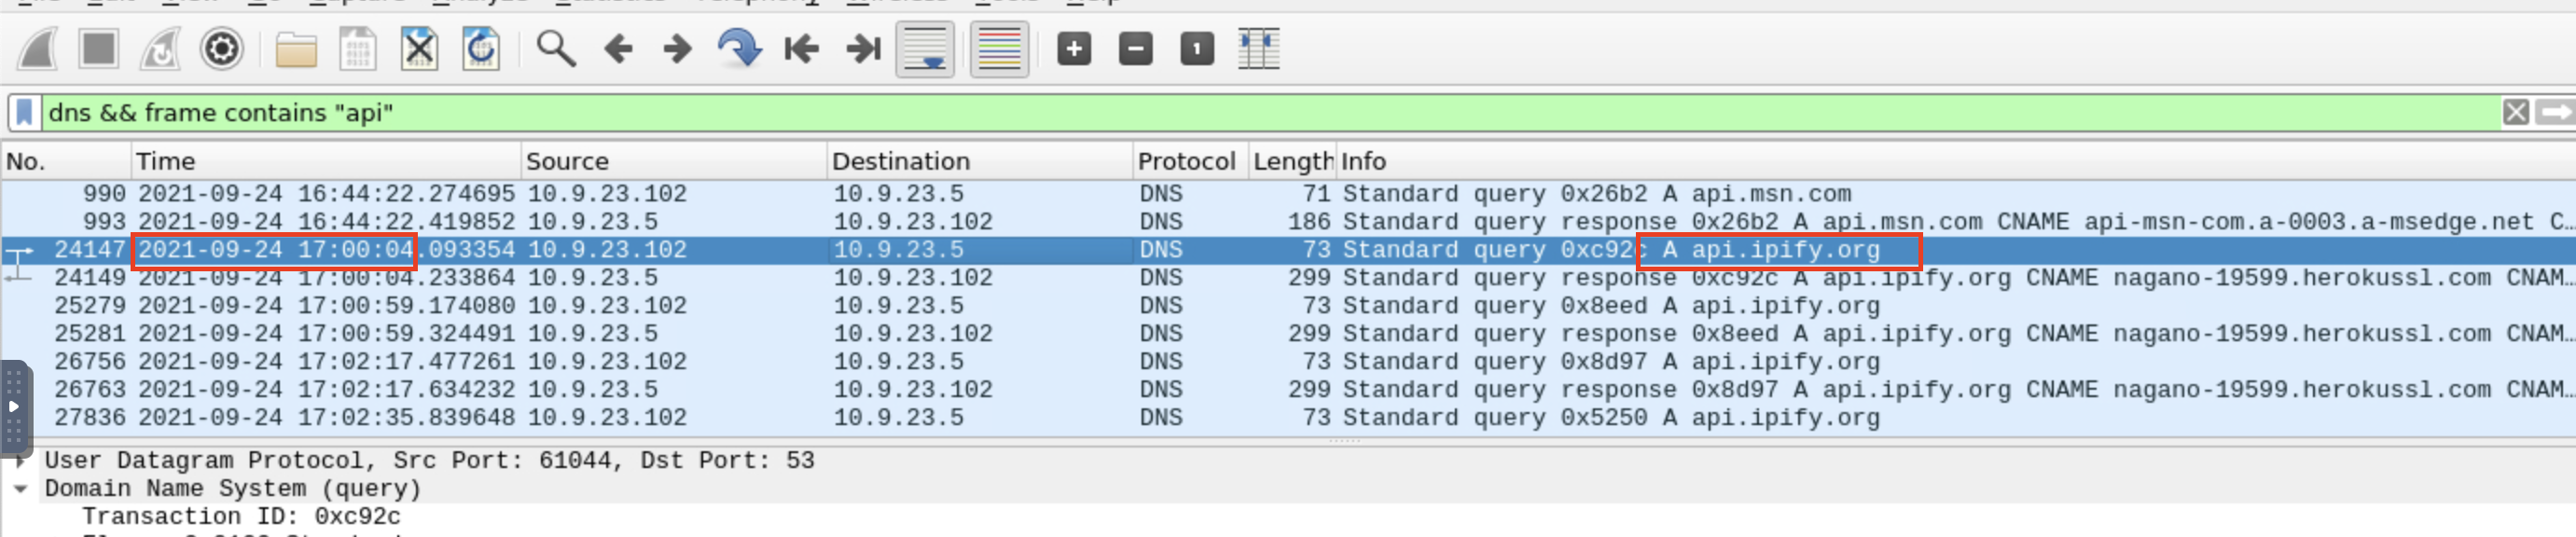 dns && frame contains "api"
No. Time Source Destination Protocol Length Info
990 2021-09-24 16:44:22.274695 10.9.23.102 10.9.23.5 DNS 71 Standard query 0x26b2 A api.msn.com
993 2021-09-24 16:44:22.419852 10.9.23.5 10.9.23.102 DNS 186 Standard query response 0x26b2 A api.msn.com CNAME api-msn-com.a-0003.a-msedge.net C…
24147 2021-09-24 17:00:04.093354 10.9.23.102 10.9.23.5 DNS 73 Standard query 0xc92c A api.ipify.org
24149 2021-09-24 17:00:04.233864 10.9.23.5 10.9.23.102 DNS 299 Standard query response 0xc92c A api.ipify.org CNAME nagano-19599.herokussl.com CNAM…
25279 2021-09-24 17:00:59.174080 10.9.23.102 10.9.23.5 DNS 73 Standard query 0x8eed A api.ipify.org
25281 2021-09-24 17:00:59.324491 10.9.23.5 10.9.23.102 DNS 299 Standard query response 0x8eed A api.ipify.org CNAME nagano-19599.herokussl.com CNAM…
26756 2021-09-24 17:02:17.477261 10.9.23.102 10.9.23.5 DNS 73 Standard query 0x8d97 A api.ipify.org
26763 2021-09-24 17:02:17.634232 10.9.23.5 10.9.23.102 DNS 299 Standard query response 0x8d97 A api.ipify.org CNAME nagano-19599.herokussl.com CNAM…
27836 2021-09-24 17:02:35.839648 10.9.23.102 10.9.23.5 DNS 73 Standard query 0x5250 A api.ipify.org
User Datagram Protocol, Src Port: 61044, Dst Port: 53
Domain Name System (query)
Transaction ID: 0xc92c